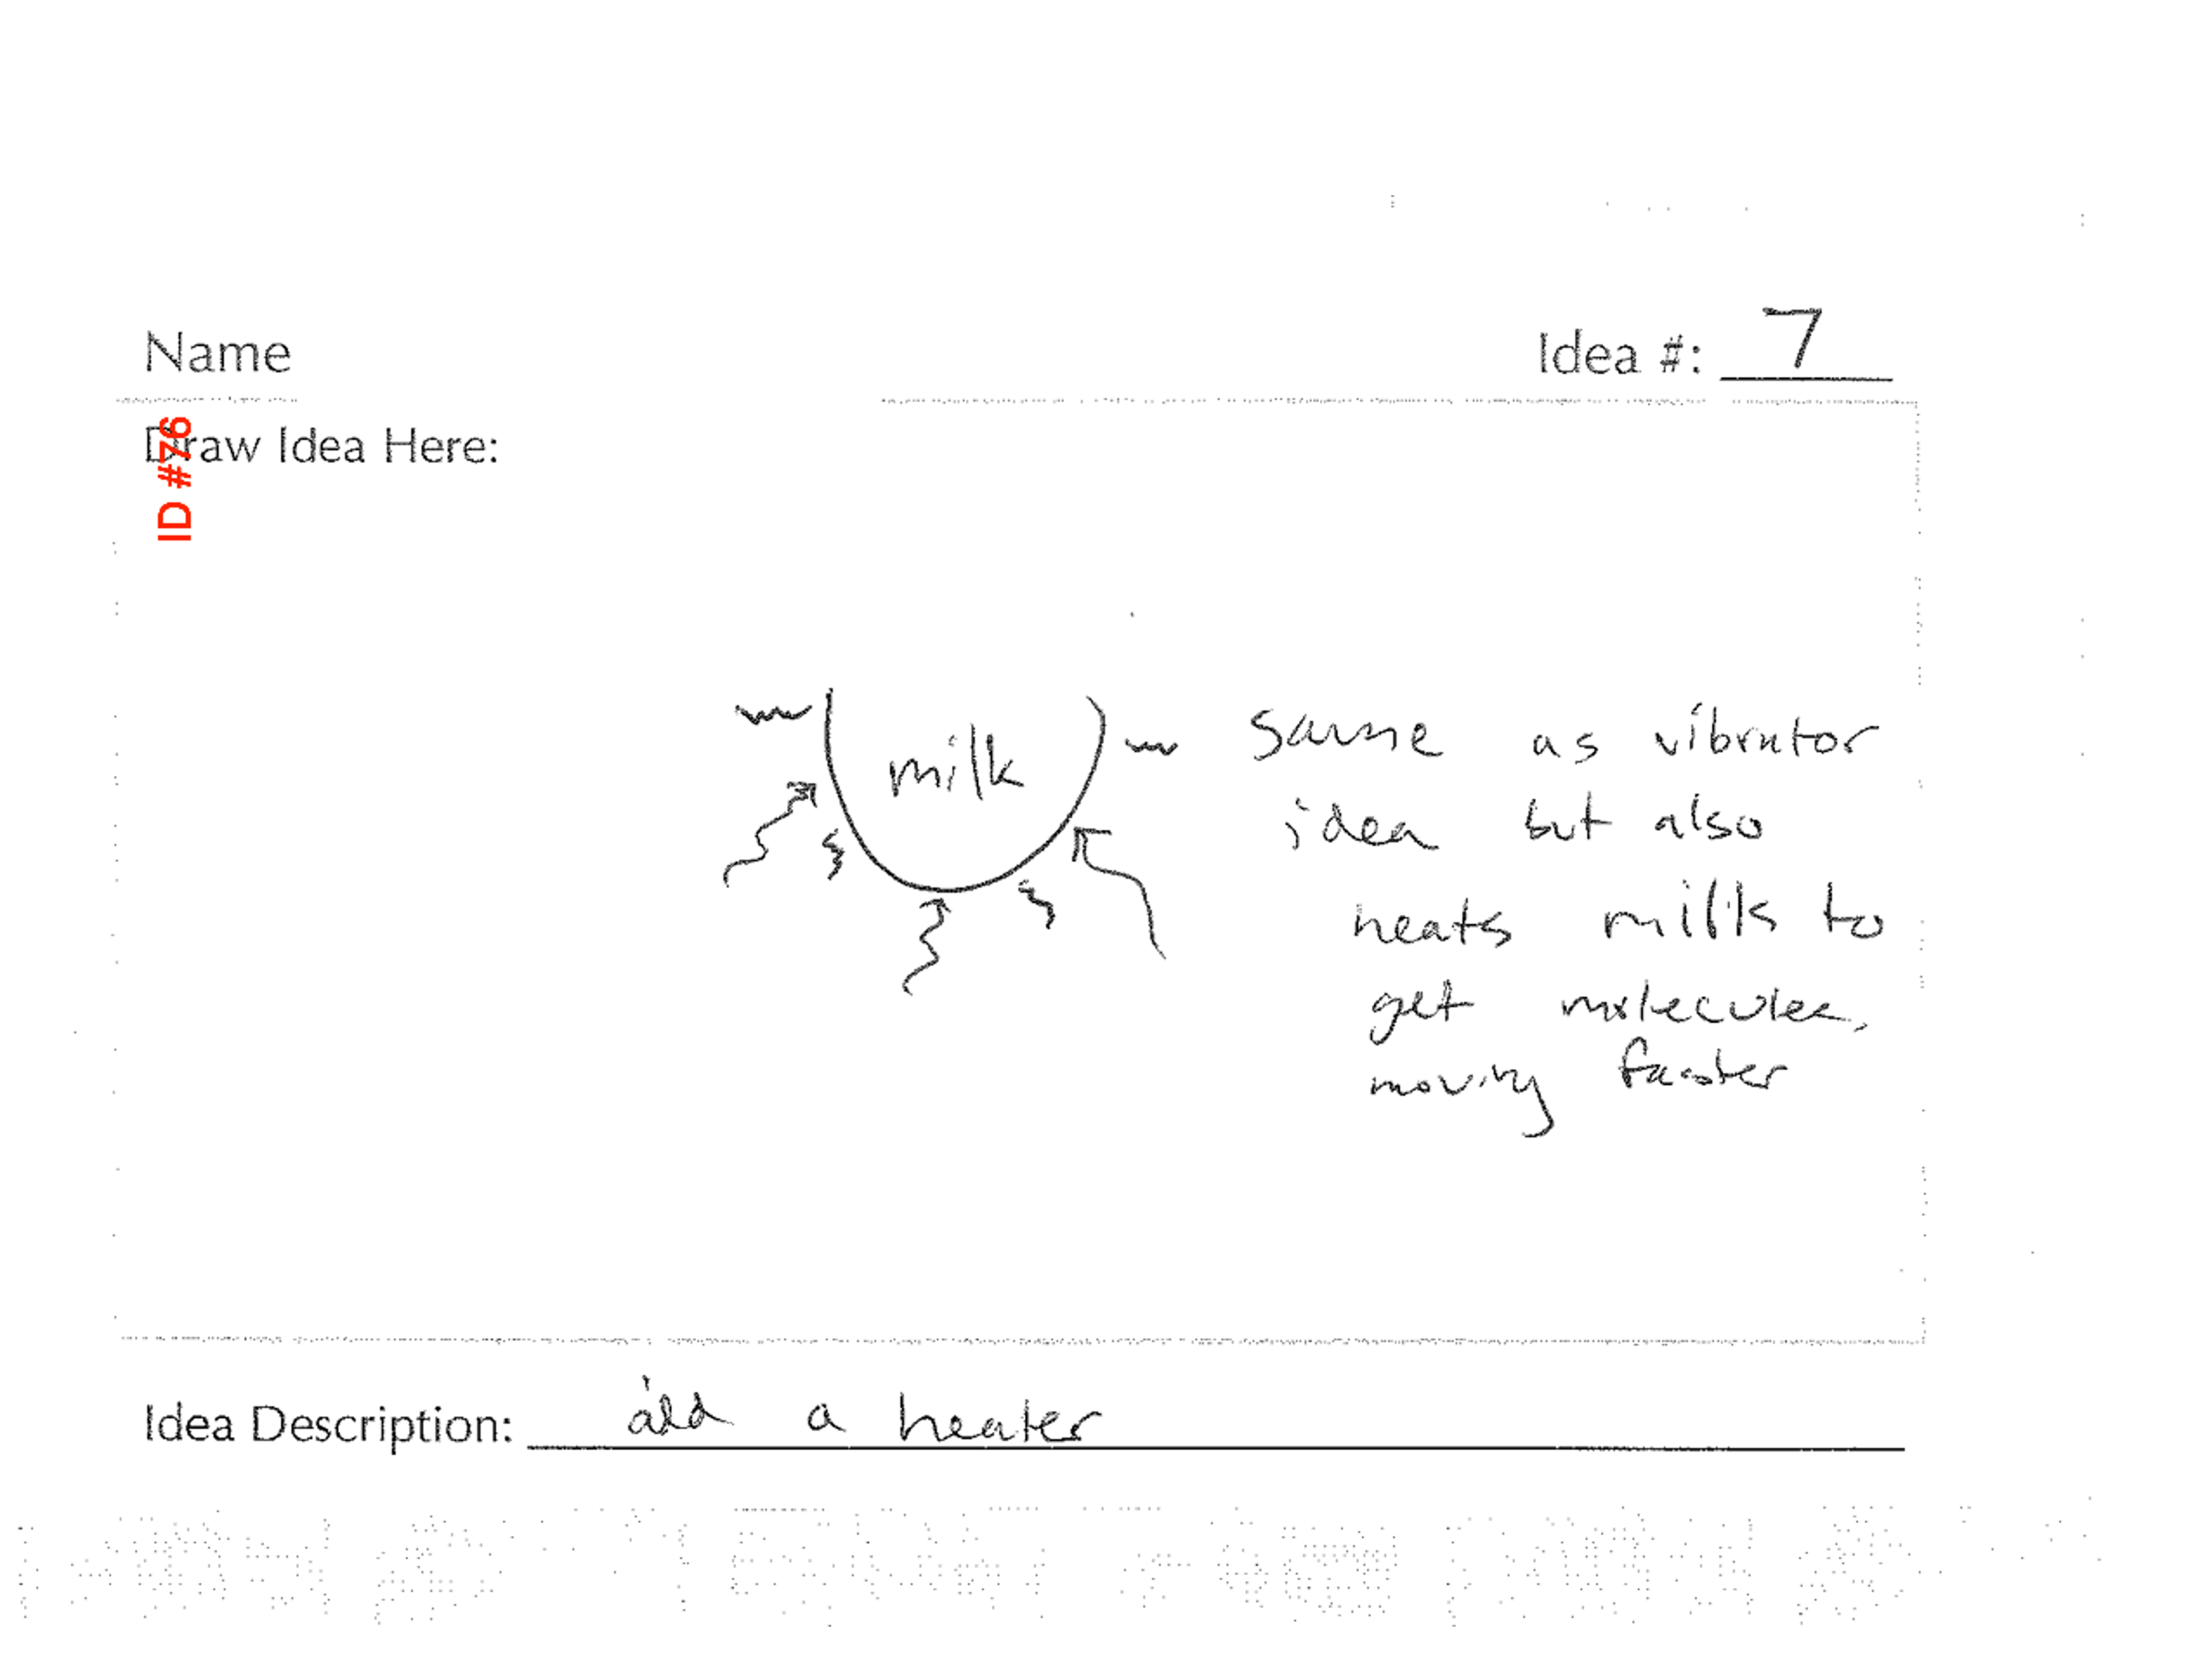 Name
Idea #: 7
ID #76
Draw Idea Here:
milk
same as vibrator
idea but also
heats milk to
get molecules
moving faster
Idea Description: add a heater